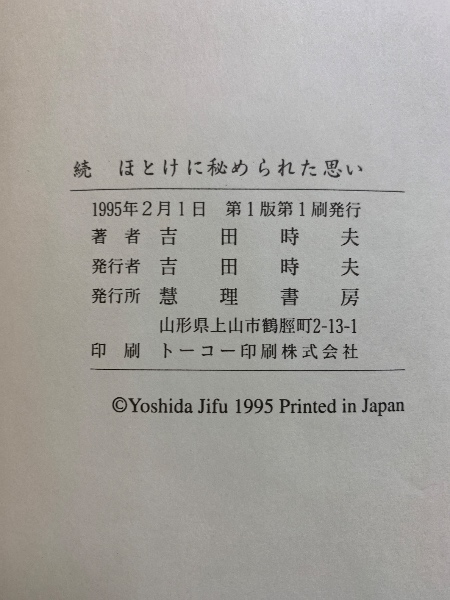 続　ほとけに秘められた思い
1995年2月1日　第1版第1刷発行
著　者　吉　田　時　夫
発行者　吉　田　時　夫
発行所　慧　理　書　房
山形県上山市鶴脛町2-13-1
印　刷　トーコー印刷株式会社
©Yoshida Jifu 1995 Printed in Japan